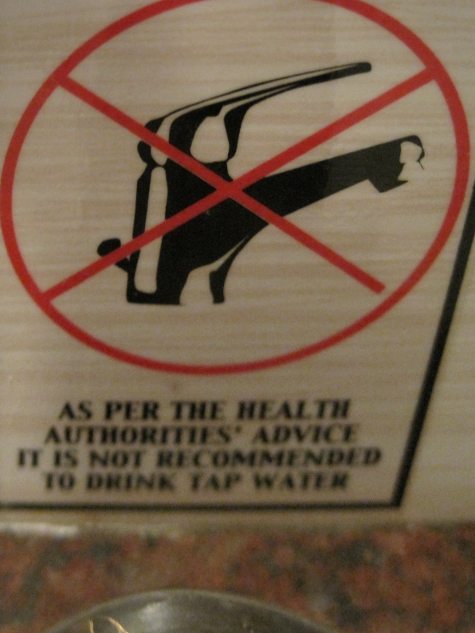 AS PER THE HEALTH
AUTHORITIES' ADVICE
IT IS NOT RECOMMENDED
TO DRINK TAP WATER